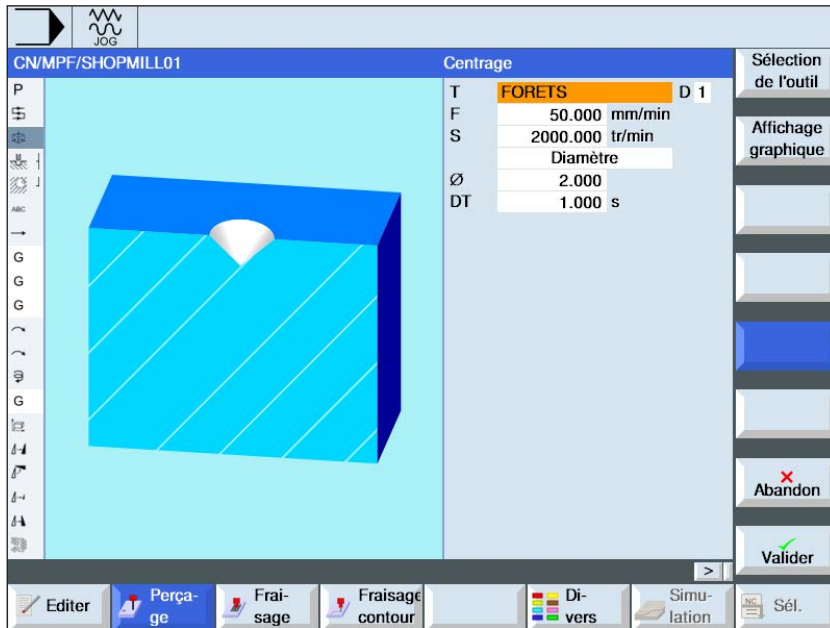 JOG
CN/MPF/SHOPMILL01
Centrage
T FORETS D 1
F 50.000 mm/min
S 2000.000 tr/min
Diamètre
Ø 2.000
DT 1.000 s
P
ABC
G
G
G
G
Sélection
de l'outil
Affichage
graphique
Abandon
Valider
>
Editer
Perça-
ge
Frai-
sage
Fraisage
contour
Di-
vers
Simu-
lation
NC
Sél.